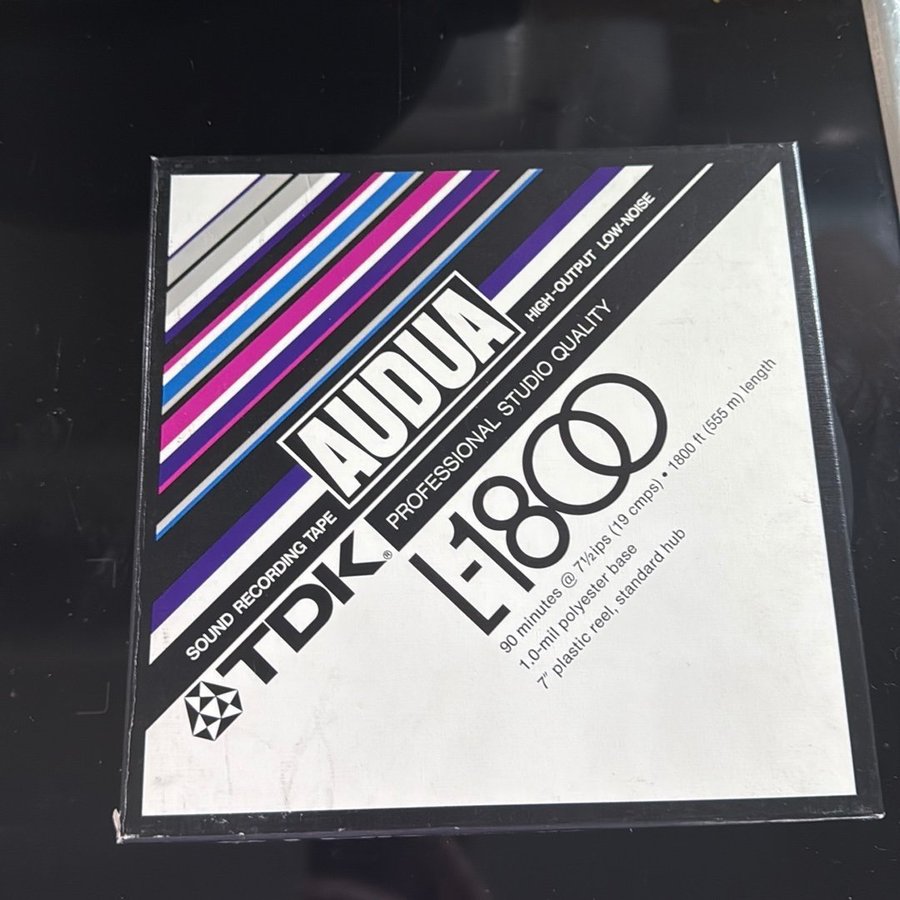 AUDUA
HIGH-OUTPUT LOW-NOISE
SOUND RECORDING TAPE
PROFESSIONAL STUDIO QUALITY
TDK®
L-1800
90 minutes @ 7½ips (19 cmps) • 1800 ft (555 m) length
1.0-mil polyester base
7" plastic reel, standard hub